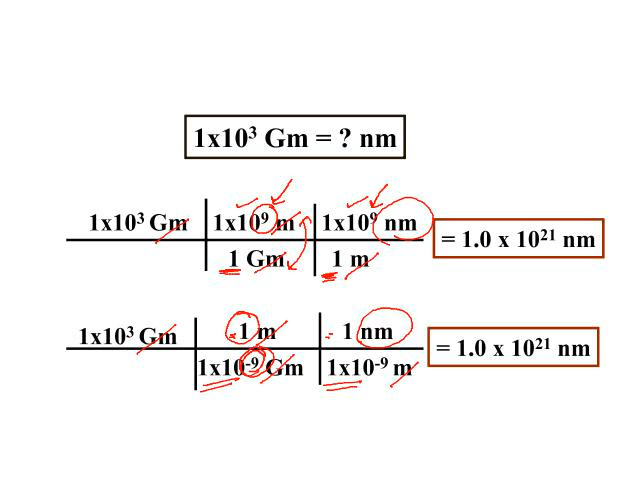 1x10³ Gm = ? nm
1x10³ Gm 1x10⁹ m 1x10⁹ nm = 1.0 x 10²¹ nm
1 Gm 1 m
1x10³ Gm 1 m 1 nm = 1.0 x 10²¹ nm
1x10⁻⁹ Gm 1x10⁻⁹ m